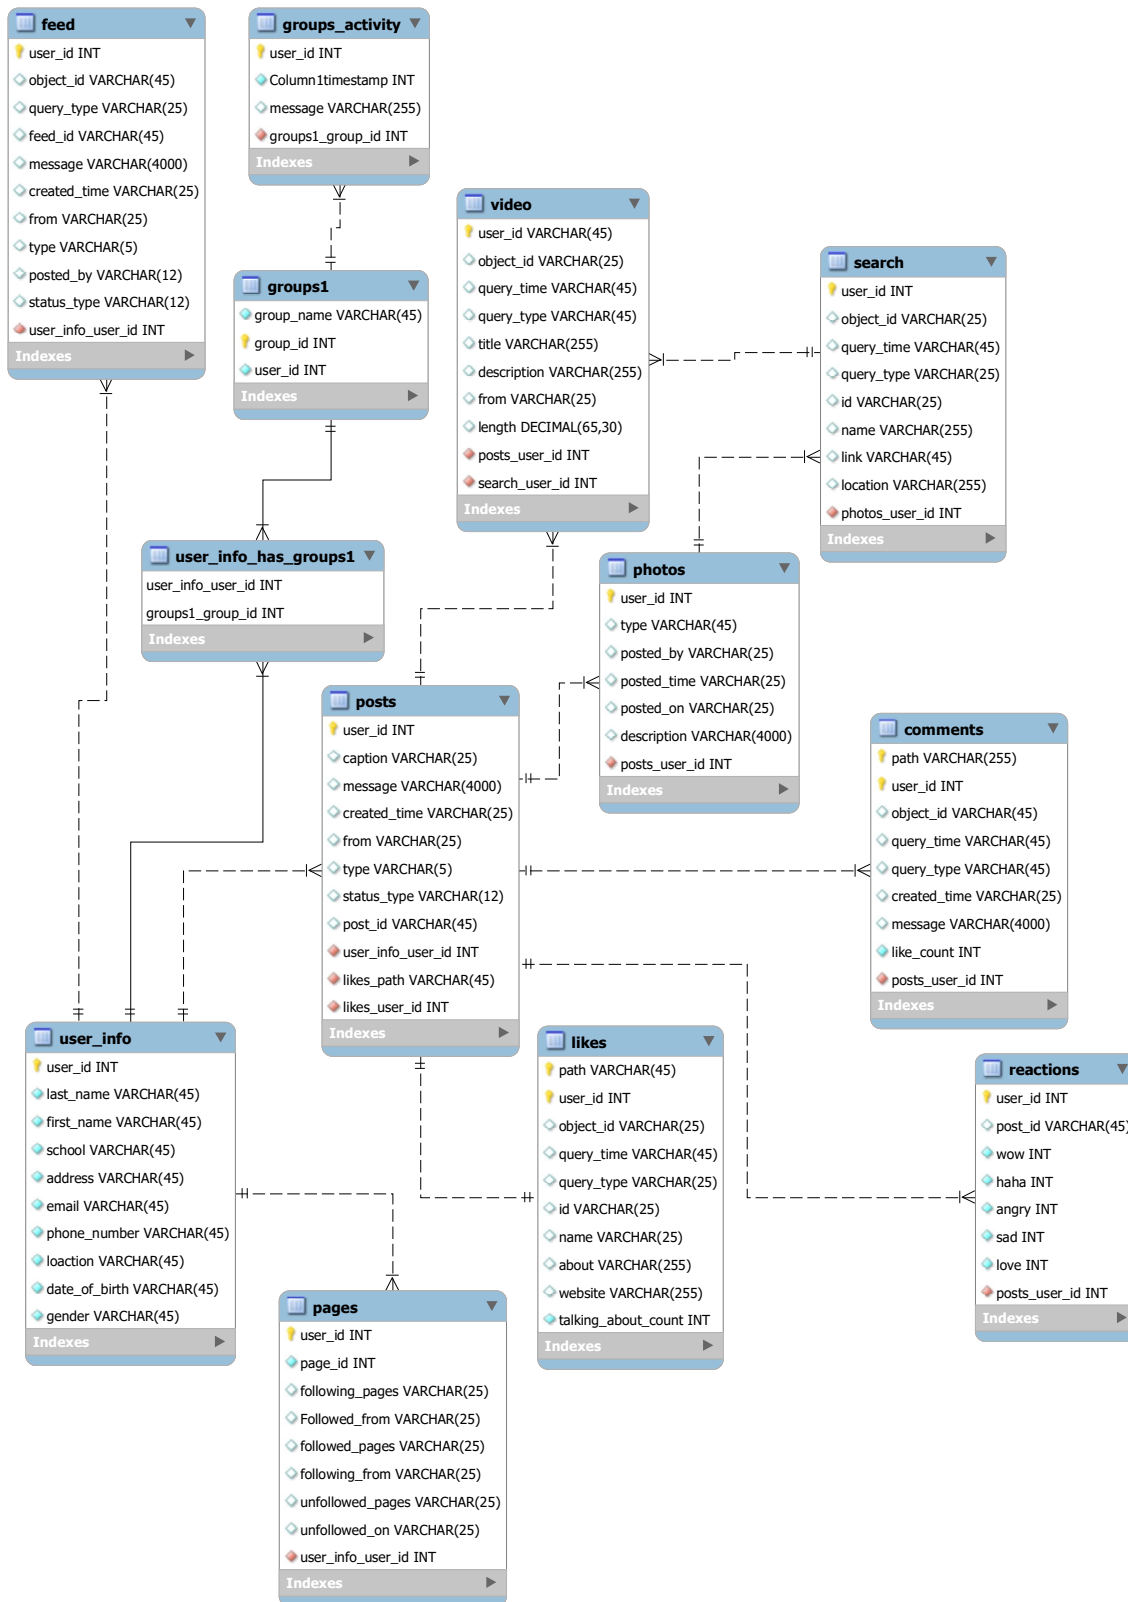 feed
user_id INT
object_id VARCHAR(45)
query_type VARCHAR(25)
feed_id VARCHAR(45)
message VARCHAR(4000)
created_time VARCHAR(25)
from VARCHAR(25)
type VARCHAR(5)
posted_by VARCHAR(12)
status_type VARCHAR(12)
user_info_user_id INT
Indexes
groups_activity
user_id INT
Column1timestamp INT
message VARCHAR(255)
groups1_group_id INT
Indexes
groups1
group_name VARCHAR(45)
group_id INT
user_id INT
Indexes
video
user_id VARCHAR(45)
object_id VARCHAR(25)
query_time VARCHAR(45)
query_type VARCHAR(45)
title VARCHAR(255)
description VARCHAR(255)
from VARCHAR(25)
length DECIMAL(65,30)
posts_user_id INT
search_user_id INT
Indexes
search
user_id INT
object_id VARCHAR(25)
query_time VARCHAR(45)
query_type VARCHAR(25)
id VARCHAR(25)
name VARCHAR(255)
link VARCHAR(45)
location VARCHAR(255)
photos_user_id INT
Indexes
user_info_has_groups1
user_info_user_id INT
groups1_group_id INT
Indexes
photos
user_id INT
type VARCHAR(45)
posted_by VARCHAR(25)
posted_time VARCHAR(25)
posted_on VARCHAR(25)
description VARCHAR(4000)
posts_user_id INT
Indexes
posts
user_id INT
caption VARCHAR(25)
message VARCHAR(4000)
created_time VARCHAR(25)
from VARCHAR(25)
type VARCHAR(5)
status_type VARCHAR(12)
post_id VARCHAR(45)
user_info_user_id INT
likes_path VARCHAR(45)
likes_user_id INT
Indexes
comments
path VARCHAR(255)
user_id INT
object_id VARCHAR(45)
query_time VARCHAR(45)
query_type VARCHAR(45)
created_time VARCHAR(25)
message VARCHAR(4000)
like_count INT
posts_user_id INT
Indexes
user_info
user_id INT
last_name VARCHAR(45)
first_name VARCHAR(45)
school VARCHAR(45)
address VARCHAR(45)
email VARCHAR(45)
phone_number VARCHAR(45)
loaction VARCHAR(45)
date_of_birth VARCHAR(45)
gender VARCHAR(45)
Indexes
likes
path VARCHAR(45)
user_id INT
object_id VARCHAR(25)
query_time VARCHAR(45)
query_type VARCHAR(25)
id VARCHAR(25)
name VARCHAR(25)
about VARCHAR(255)
website VARCHAR(255)
talking_about_count INT
Indexes
reactions
user_id INT
post_id VARCHAR(45)
wow INT
haha INT
angry INT
sad INT
love INT
posts_user_id INT
Indexes
pages
user_id INT
page_id INT
following_pages VARCHAR(25)
Followed_from VARCHAR(25)
followed_pages VARCHAR(25)
following_from VARCHAR(25)
unfollowed_pages VARCHAR(25)
unfollowed_on VARCHAR(25)
user_info_user_id INT
Indexes